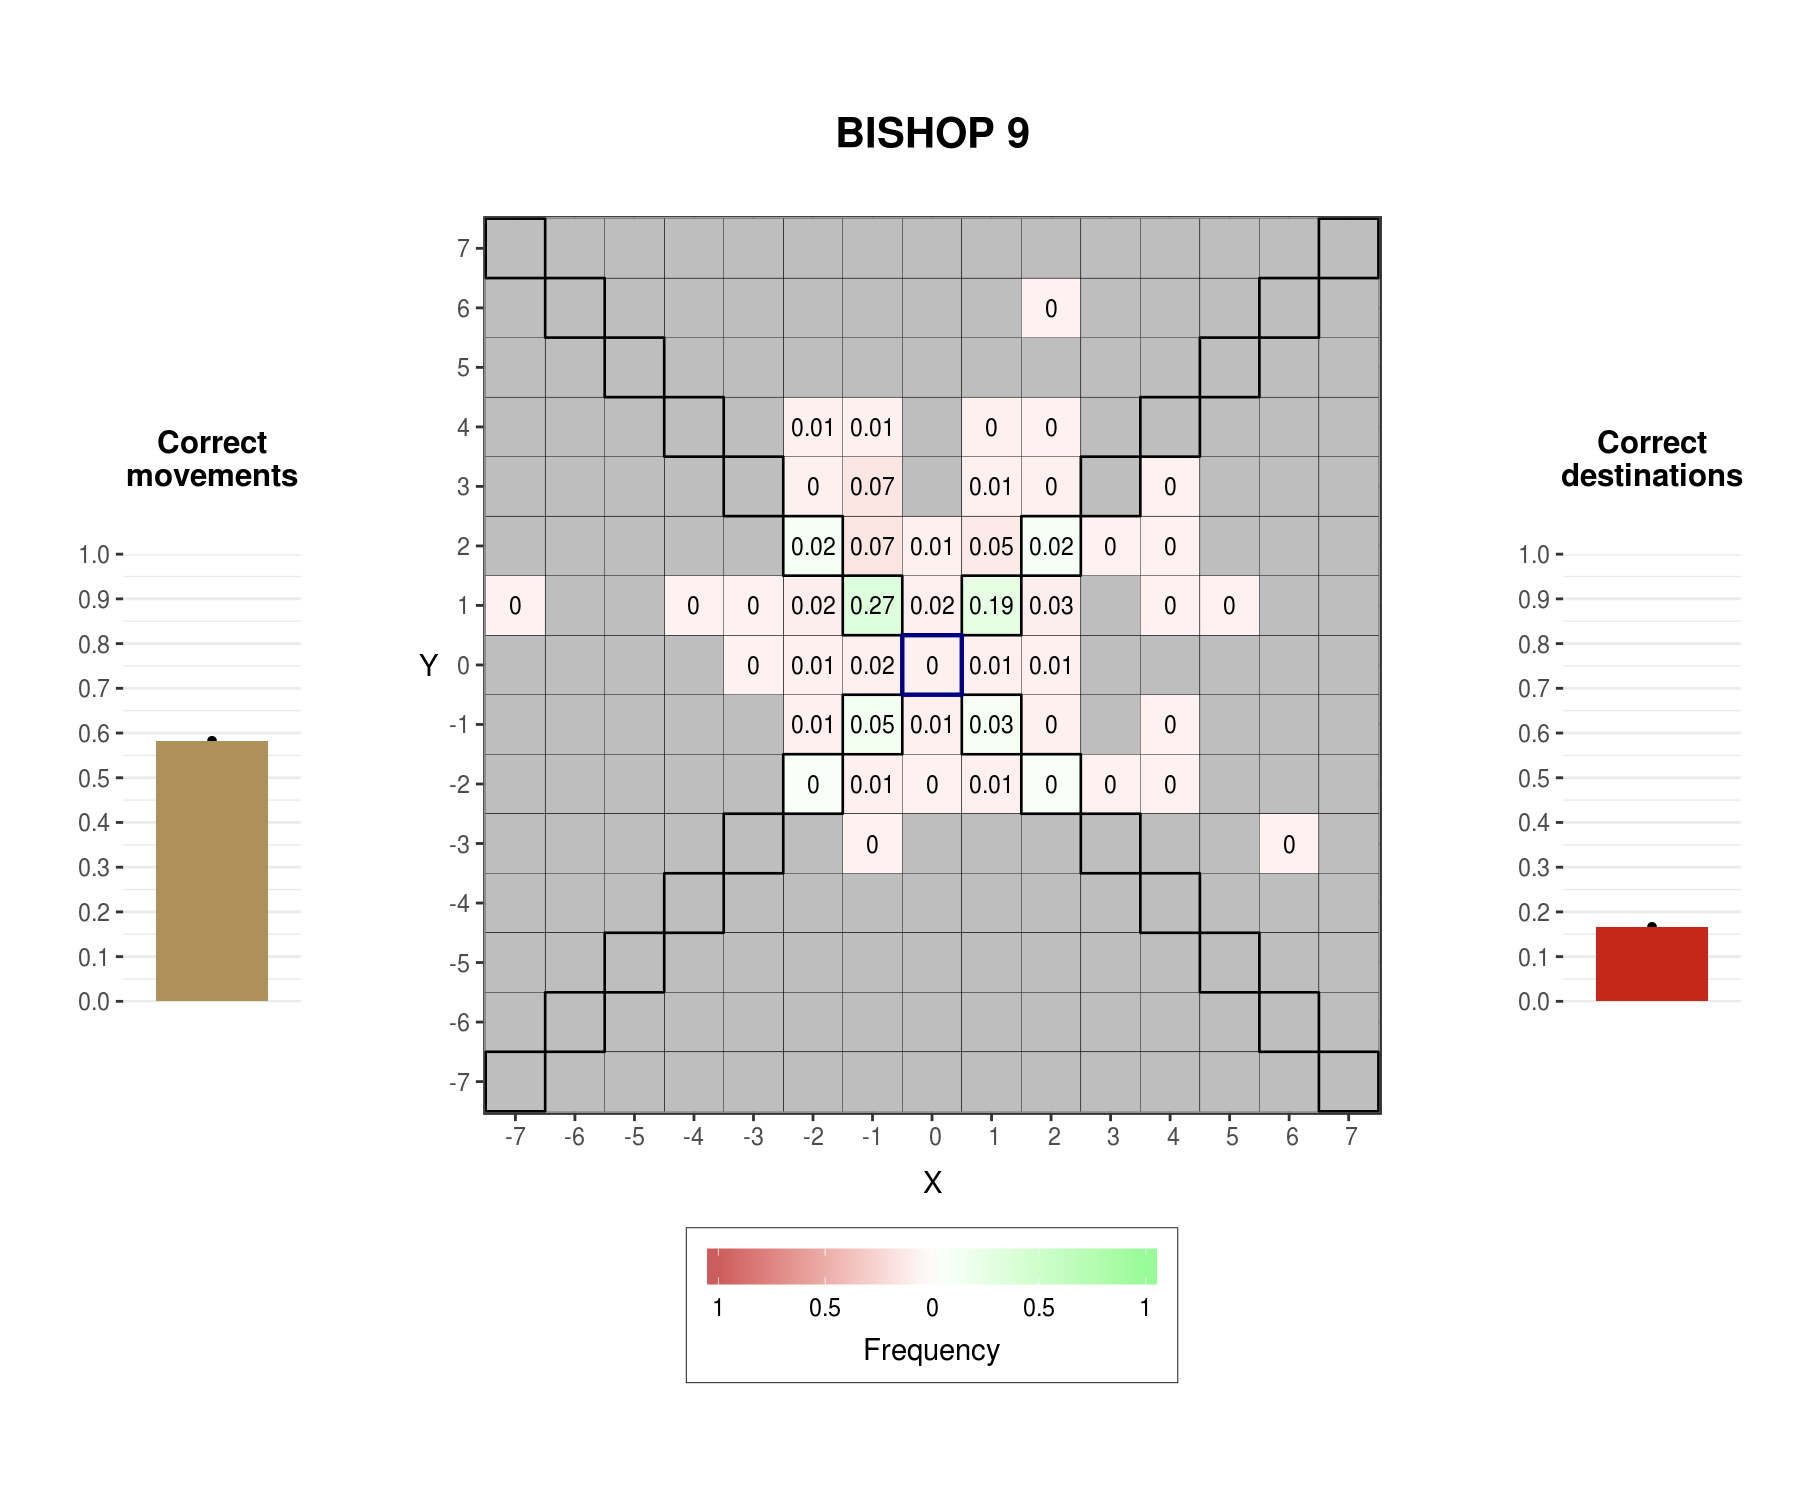 BISHOP 9
Correct
movements
1.0
0.9
0.8
0.7
0.6
0.5
0.4
0.3
0.2
0.1
0.0
Y
7
6 0
5
4 0.01 0.01 0 0
3 0 0.07 0.01 0 0
2 0.02 0.07 0.01 0.05 0.02 0 0
1 0 0 0 0.02 0.27 0.02 0.19 0.03 0 0
0 0 0.01 0.02 0 0.01 0.01
-1 0.01 0.05 0.01 0.03 0 0
-2 0 0.01 0 0.01 0 0 0
-3 0 0
-4
-5
-6
-7
-7 -6 -5 -4 -3 -2 -1 0 1 2 3 4 5 6 7
X
1 0.5 0 0.5 1
Frequency
Correct
destinations
1.0
0.9
0.8
0.7
0.6
0.5
0.4
0.3
0.2
0.1
0.0